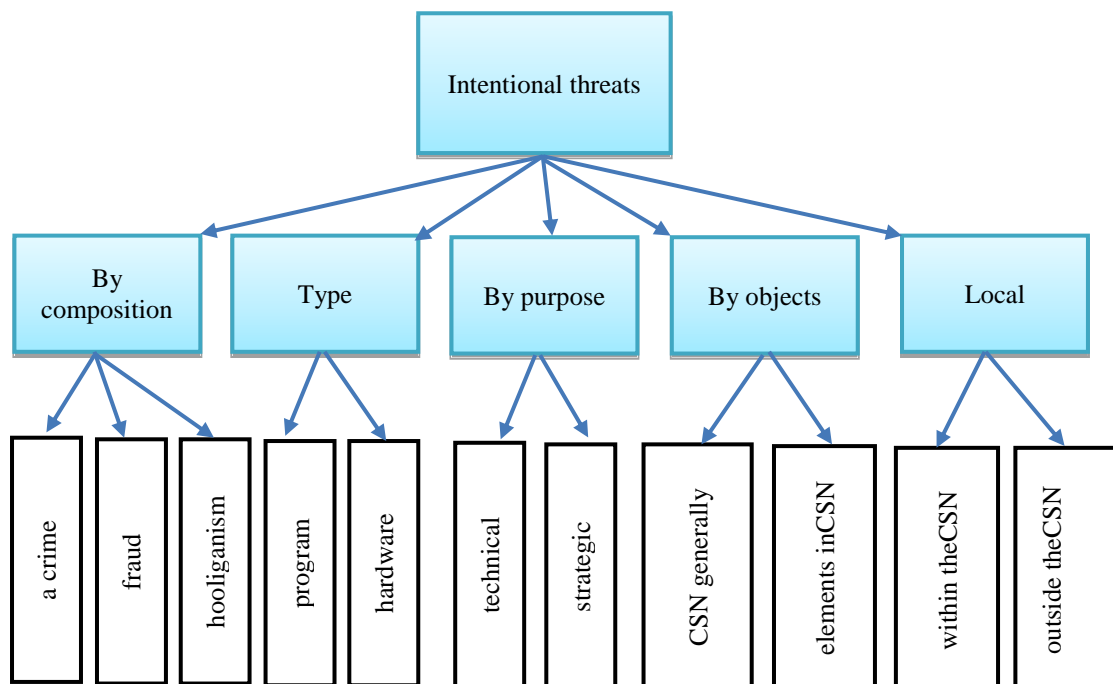 Intentional threats
By
composition
Type
By purpose
By objects
Local
a crime
fraud
hooliganism
program
hardware
technical
strategic
CSN generally
elements inCSN
within theCSN
outside theCSN